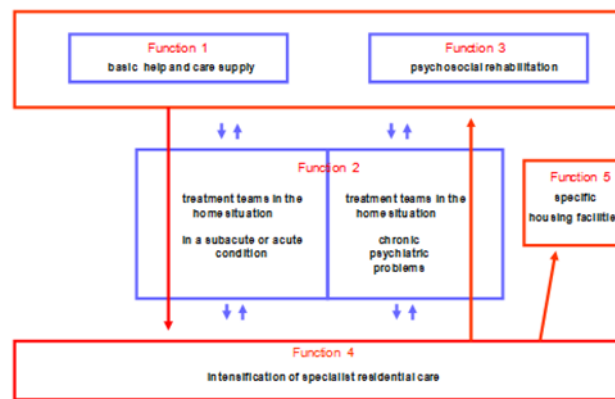 Function 1
basic help and care supply
Function 3
psychosocial rehabilitation
Function 2
treatment teams in the
home situation
in a subacute or acute
condition
treatment teams in the
home situation
chronic
psychiatric
problems
Function 5
specific
housing facilitie
Function 4
intensification of specialist residential care